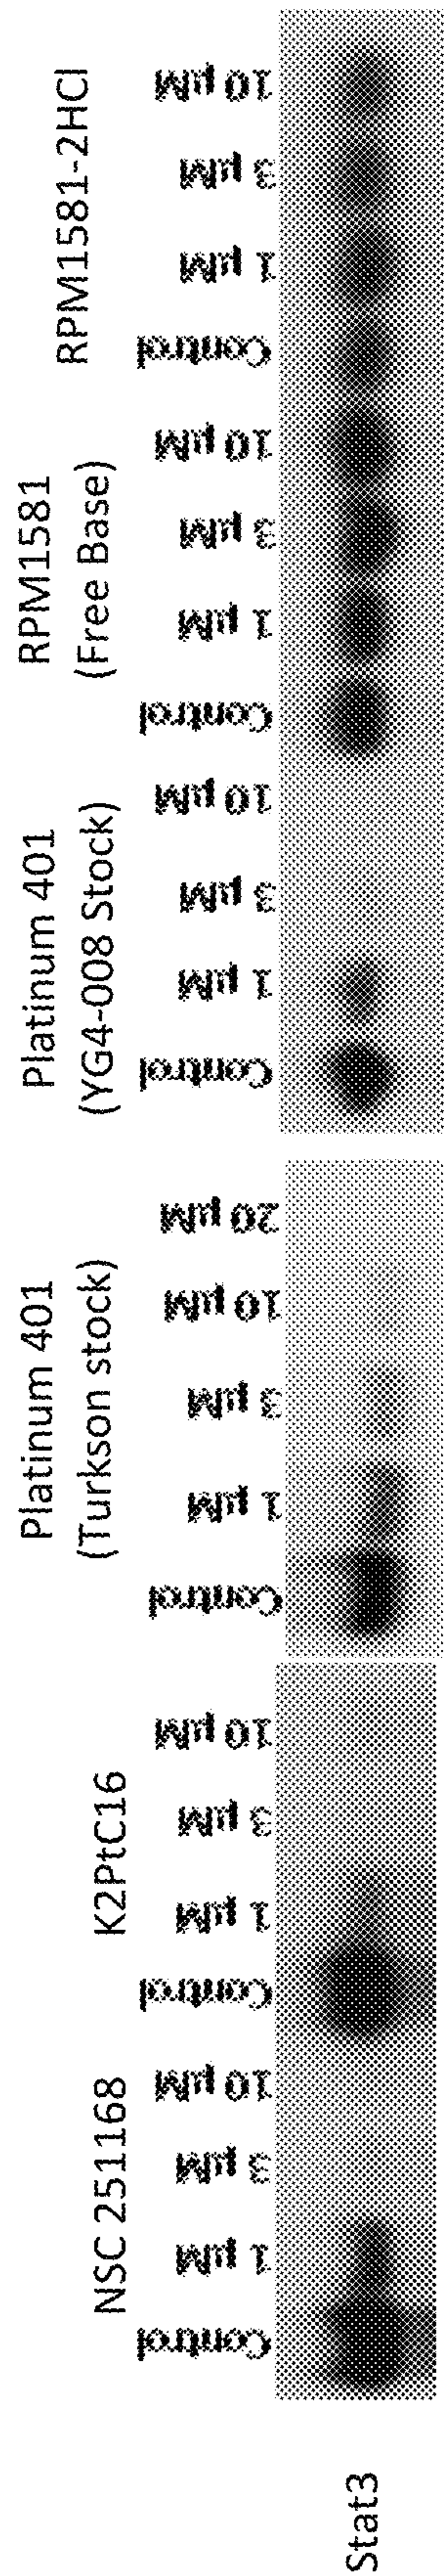 NSC 251168
Control
1 µM
3 µM
10 µM
K2PtC16
Control
1 µM
3 µM
10 µM
Platinum 401
(Turkson stock)
Control
1 µM
3 µM
10 µM
20 µM
Platinum 401
(YG4-008 Stock)
Control
1 µM
3 µM
10 µM
RPM1581
(Free Base)
Control
1 µM
3 µM
10 µM
RPM1581-2HCl
Control
1 µM
3 µM
10 µM
Stat3